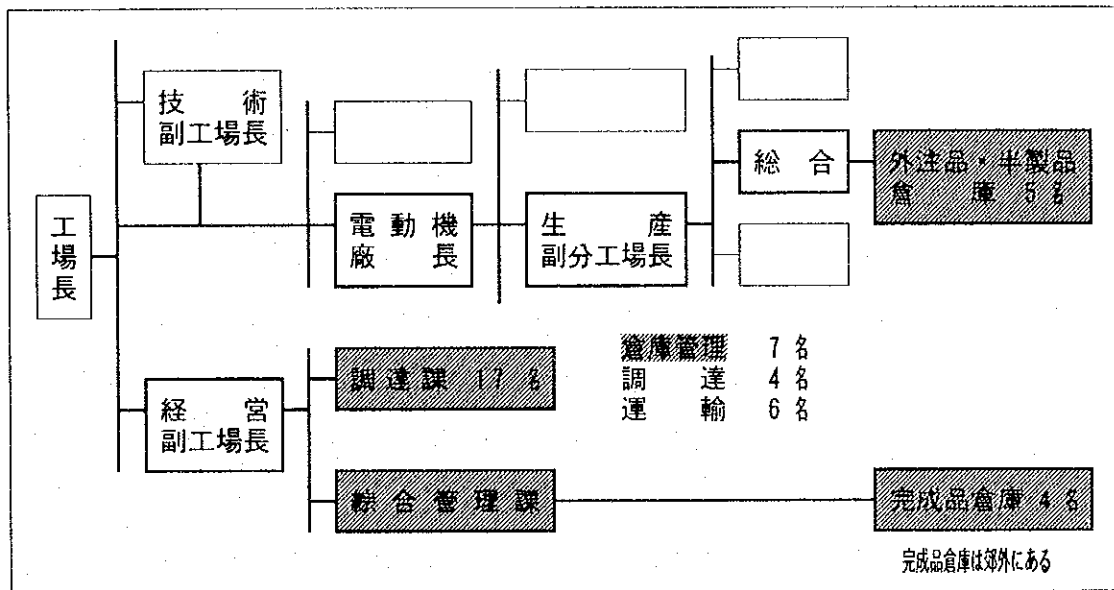 工場長
技術
副工場長
電動機
廠長
生産
副分工場長
総合
外注品・半製品
倉庫 5名
経営
副工場長
調達課 17名
倉庫管理 7名
調達 4名
運輸 6名
綜合管理課
完成品倉庫 4名
完成品倉庫は郊外にある